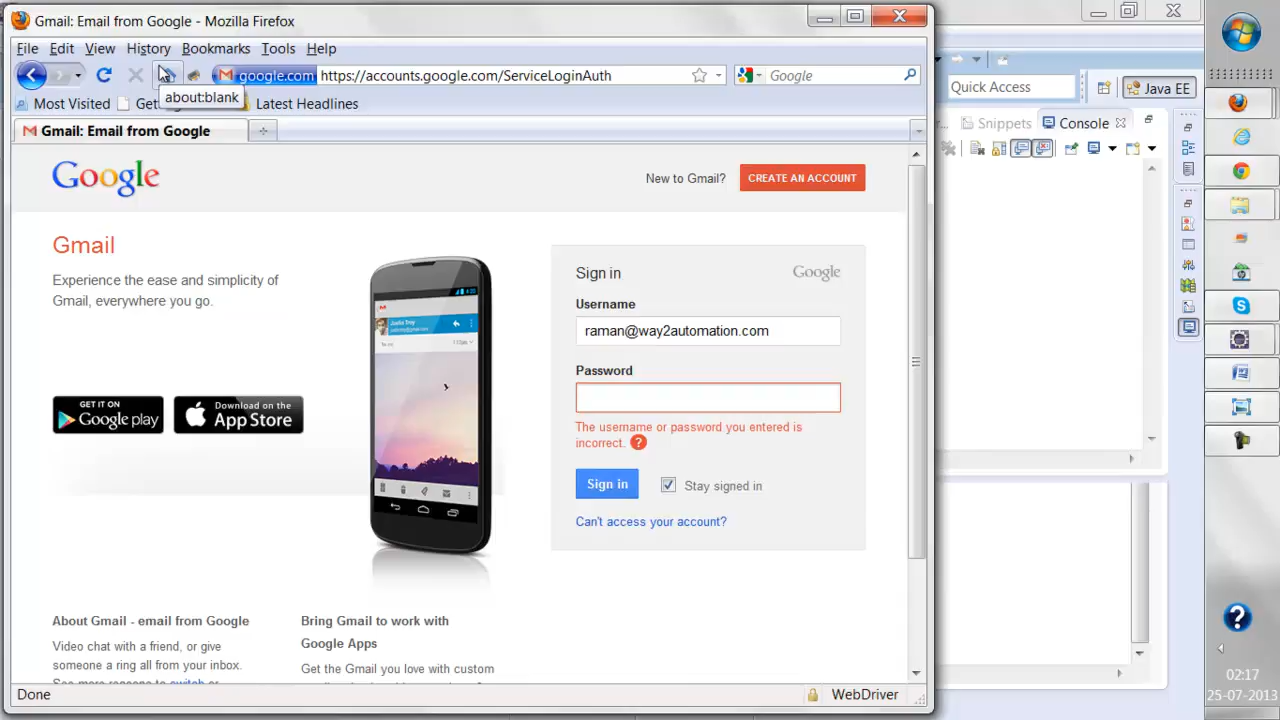 Gmail: Email from Google - Mozilla Firefox
File Edit View History Bookmarks Tools Help
google.com https://accounts.google.com/ServiceLoginAuth
Google
about:blank
Most Visited
Latest Headlines
Gmail: Email from Google
Quick Access
Java EE
Snippets
Console
Google
New to Gmail?
CREATE AN ACCOUNT
Gmail
Experience the ease and simplicity of
Gmail, everywhere you go.
Sign in
Google
Username
raman@way2automation.com
Password
The username or password you entered is
incorrect. ?
Sign in
Stay signed in
Can't access your account?
GET IT ON
Google play
Download on the
App Store
About Gmail - email from Google
Video chat with a friend, or give
someone a ring all from your inbox.
Bring Gmail to work with
Google Apps
Get the Gmail you love with custom
Done
WebDriver
02:17
25-07-2013